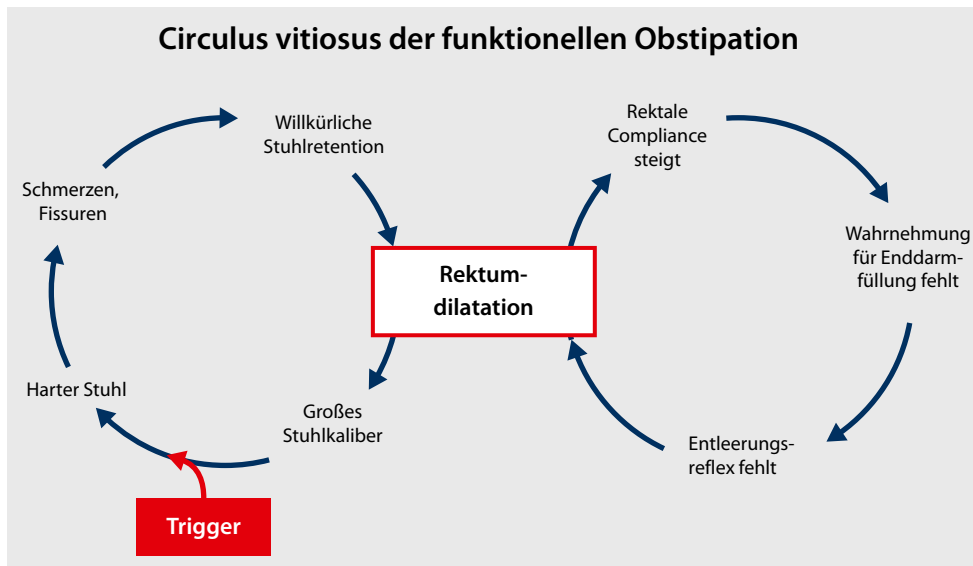 Circulus vitiosus der funktionellen Obstipation
Willkürliche
Stuhlretention
Schmerzen,
Fissuren
Harter Stuhl
Großes
Stuhlkaliber
Trigger
Rektum-
dilatation
Rektale
Compliance
steigt
Wahrnehmung
für Enddarm-
füllung fehlt
Entleerungs-
reflex fehlt